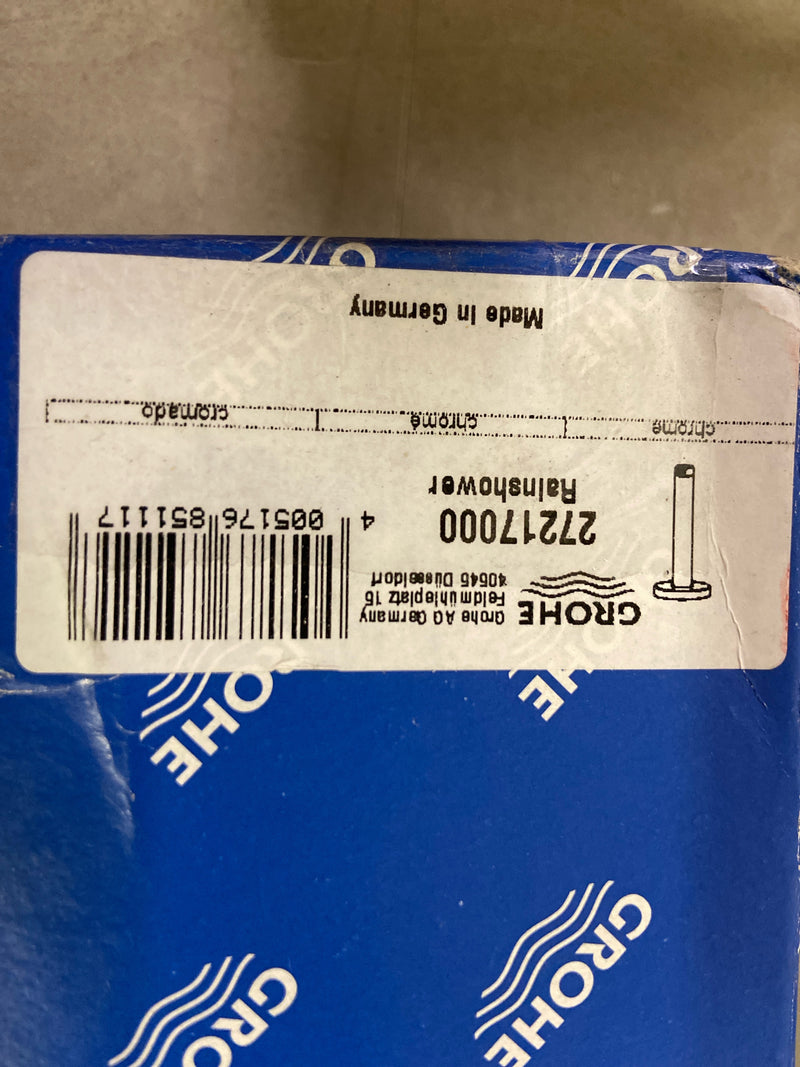 GROHE
Grohe AG Germany
Feldmühleplatz 15
40545 Düsseldorf
27217000
Rainshower
4 005176 851117
chrome
chromé
cromado
Made in Germany
GROHE
GROHE
GROHE
GROHE